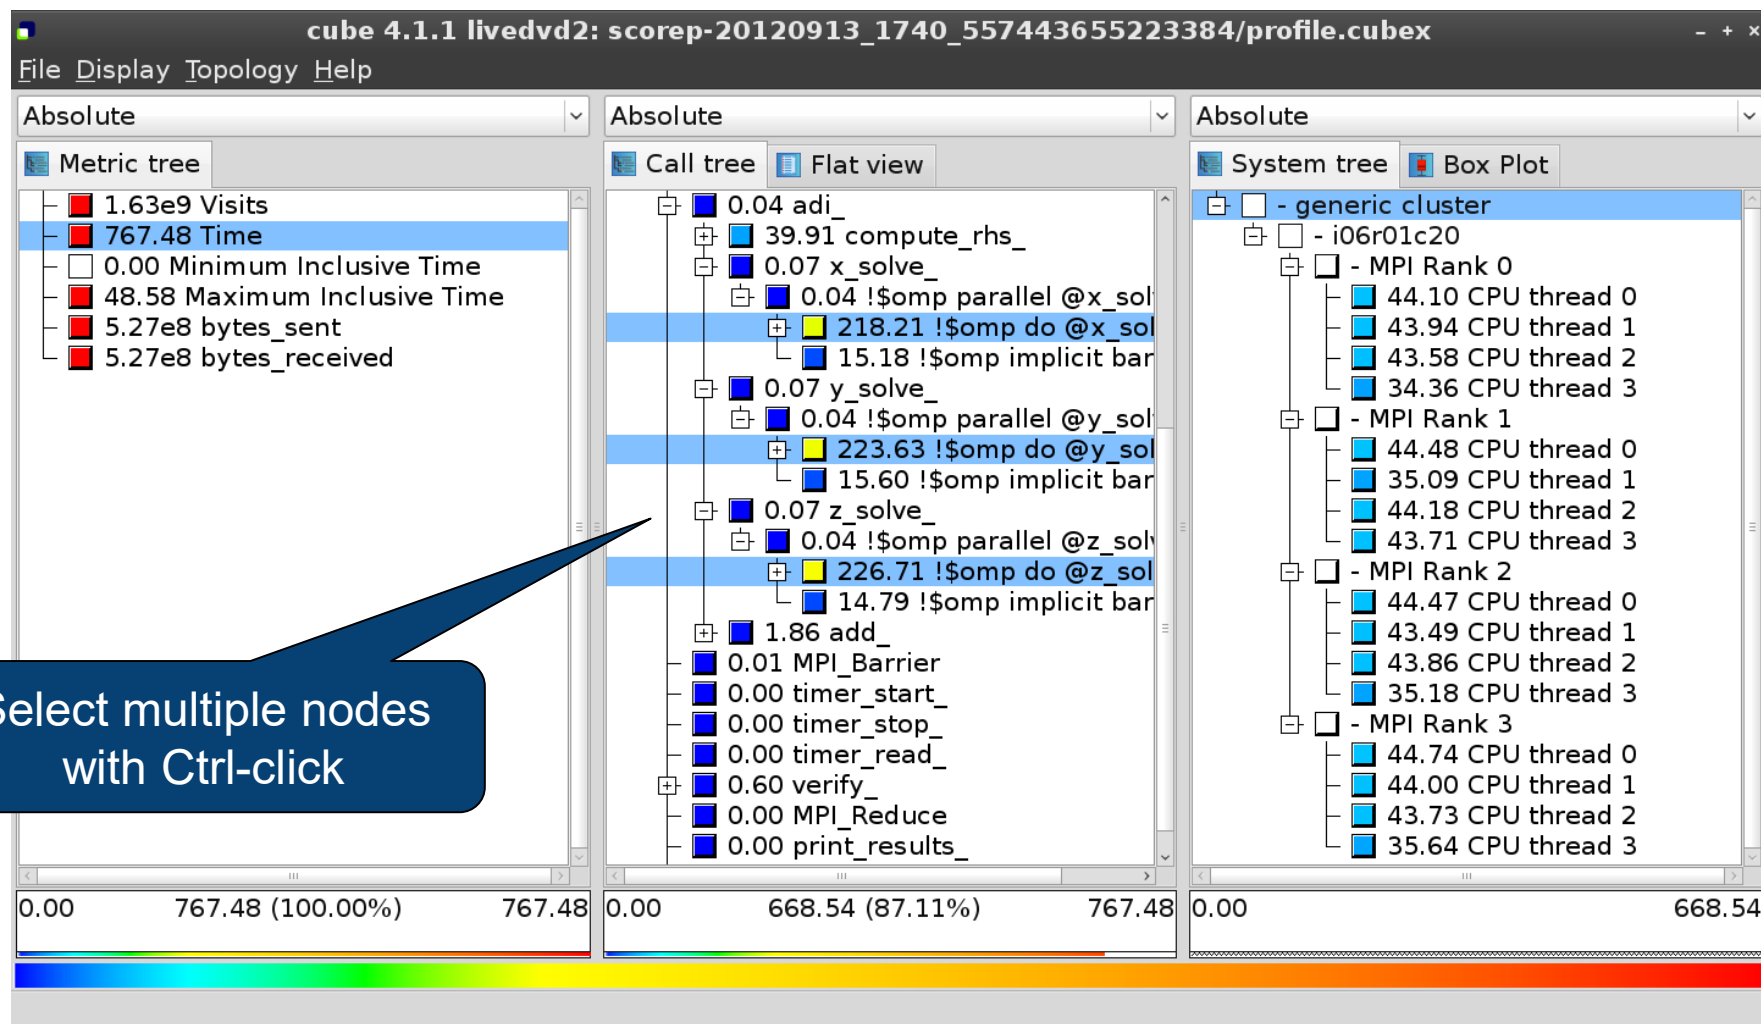 cube 4.1.1 livedvd2: scorep-20120913_1740_557443655223384/profile.cubex
File Display Topology Help
Absolute
Metric tree
1.63e9 Visits
767.48 Time
0.00 Minimum Inclusive Time
48.58 Maximum Inclusive Time
5.27e8 bytes_sent
5.27e8 bytes_received
0.00 767.48 (100.00%) 767.48
Select multiple nodes
with Ctrl-click
Absolute
Call tree Flat view
0.04 adi_
39.91 compute_rhs_
0.07 x_solve_
0.04 !$omp parallel @x_sol
218.21 !$omp do @x_sol
15.18 !$omp implicit bar
0.07 y_solve_
0.04 !$omp parallel @y_sol
223.63 !$omp do @y_sol
15.60 !$omp implicit bar
0.07 z_solve_
0.04 !$omp parallel @z_solv
226.71 !$omp do @z_sol
14.79 !$omp implicit bar
1.86 add_
0.01 MPI_Barrier
0.00 timer_start_
0.00 timer_stop_
0.00 timer_read_
0.60 verify_
0.00 MPI_Reduce
0.00 print_results_
0.00 668.54 (87.11%) 767.48
Absolute
System tree Box Plot
- generic cluster
- i06r01c20
- MPI Rank 0
44.10 CPU thread 0
43.94 CPU thread 1
43.58 CPU thread 2
34.36 CPU thread 3
- MPI Rank 1
44.48 CPU thread 0
35.09 CPU thread 1
44.18 CPU thread 2
43.71 CPU thread 3
- MPI Rank 2
44.47 CPU thread 0
43.49 CPU thread 1
43.86 CPU thread 2
35.18 CPU thread 3
- MPI Rank 3
44.74 CPU thread 0
44.00 CPU thread 1
43.73 CPU thread 2
35.64 CPU thread 3
0.00 668.54